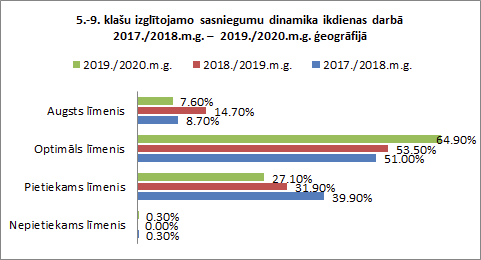 5.-9. klašu izglītojamo sasniegumu dinamika ikdienas darbā
2017./2018.m.g. – 2019./2020.m.g. ģeogrāfijā
2019./2020.m.g. 2018./2019.m.g. 2017./2018.m.g.
Augsts līmenis
7.60%
14.70%
8.70%
Optimāls līmenis
64.90%
53.50%
51.00%
Pietiekams līmenis
27.10%
31.90%
39.90%
Nepietiekams līmenis
0.30%
0.00%
0.30%